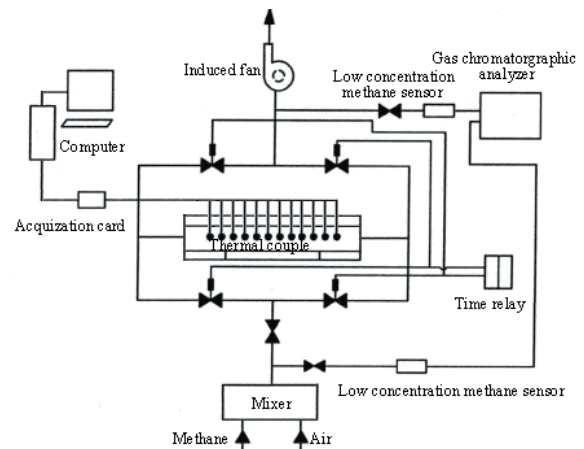 Induced fan
Low concentration
methane sensor
Gas chromatorgraphic
analyzer
Computer
Acquization card
Thermal couple
Time relay
Low concentration methane sensor
Mixer
Methane
Air